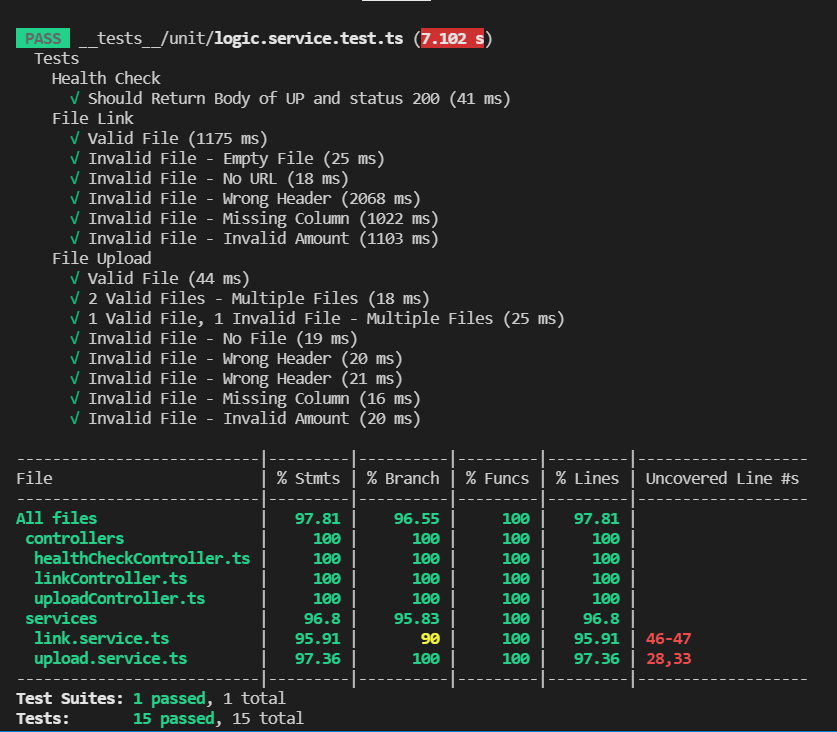 PASS __tests__/unit/logic.service.test.ts (7.102 s)
Tests
Health Check
√ Should Return Body of UP and status 200 (41 ms)
File Link
√ Valid File (1175 ms)
√ Invalid File - Empty File (25 ms)
√ Invalid File - No URL (18 ms)
√ Invalid File - Wrong Header (2068 ms)
√ Invalid File - Missing Column (1022 ms)
√ Invalid File - Invalid Amount (1103 ms)
File Upload
√ Valid File (44 ms)
√ 2 Valid Files - Multiple Files (18 ms)
√ 1 Valid File, 1 Invalid File - Multiple Files (25 ms)
√ Invalid File - No File (19 ms)
√ Invalid File - Wrong Header (20 ms)
√ Invalid File - Wrong Header (21 ms)
√ Invalid File - Missing Column (16 ms)
√ Invalid File - Invalid Amount (20 ms)
---------------------------|---------|----------|---------|---------|-------------------
File | % Stmts | % Branch | % Funcs | % Lines | Uncovered Line #s
---------------------------|---------|----------|---------|---------|-------------------
All files | 97.81 | 96.55 | 100 | 97.81 |
controllers | 100 | 100 | 100 | 100 |
healthCheckController.ts | 100 | 100 | 100 | 100 |
linkController.ts | 100 | 100 | 100 | 100 |
uploadController.ts | 100 | 100 | 100 | 100 |
services | 96.8 | 95.83 | 100 | 96.8 |
link.service.ts | 95.91 | 90 | 100 | 95.91 | 46-47
upload.service.ts | 97.36 | 100 | 100 | 97.36 | 28,33
---------------------------|---------|----------|---------|---------|-------------------
Test Suites: 1 passed, 1 total
Tests: 15 passed, 15 total